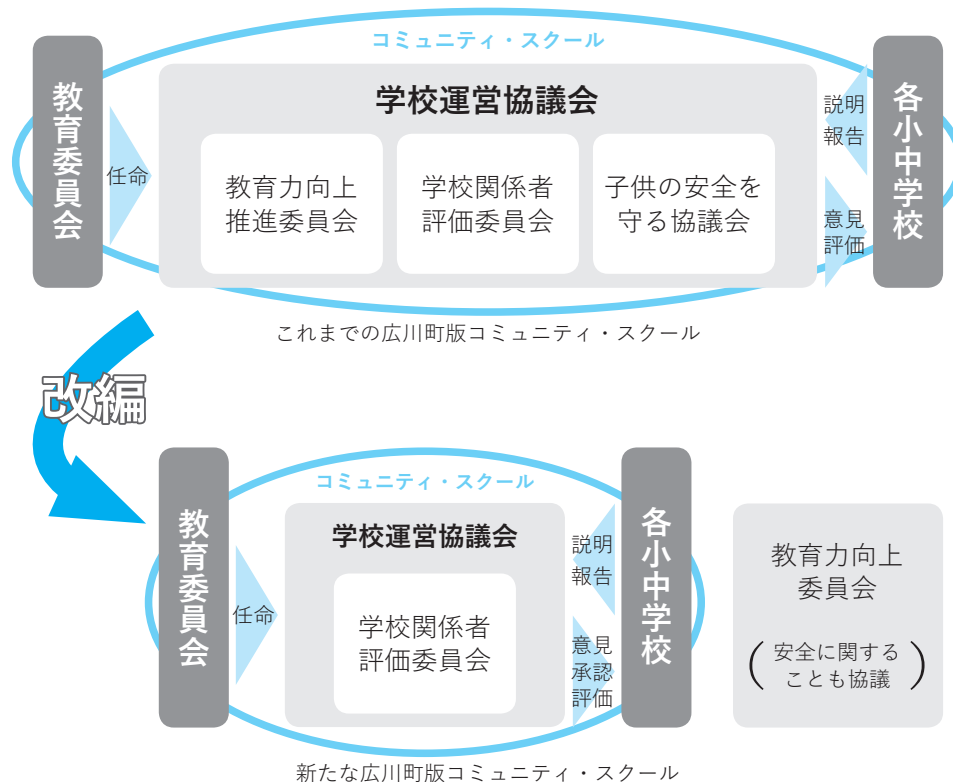 コミュニティ・スクール
教育委員会
任命
学校運営協議会
教育力向上
推進委員会
学校関係者
評価委員会
子供の安全を
守る協議会
説明
報告
意見
評価
各小中学校
これまでの広川町版コミュニティ・スクール
改編
コミュニティ・スクール
教育委員会
任命
学校運営協議会
学校関係者
評価委員会
説明
報告
意見
承認
評価
各小中学校
教育力向上
委員会
(安全に関する
ことも協議)
新たな広川町版コミュニティ・スクール